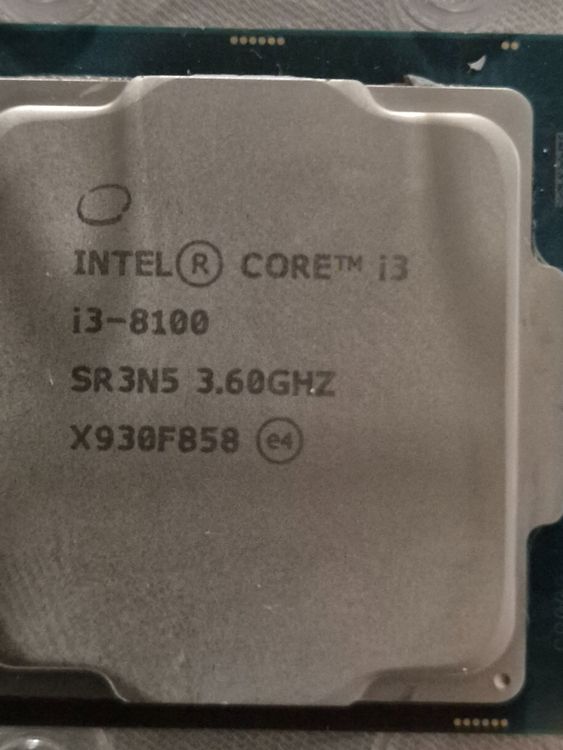 INTEL® CORE™ i3
i3-8100
SR3N5 3.60GHZ
X930F858 e4